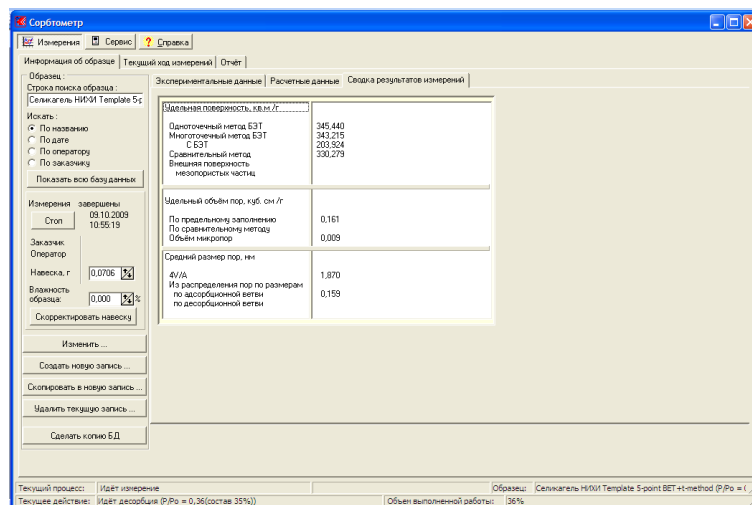 Сорбтометр
Измерения Сервис ? Справка
Информация об образце Текущий ход измерений Отчёт
Образец :
Строка поиска образца :
Селикагель НИХИ Template 5-р
Искать :
По названию
По дате
По оператору
По заказчику
Показать всю базу данных
Измерения завершены
Стоп 09.10.2009
10:55:19
Заказчик
Оператор
Навеска, г 0,0706
Влажность
образца: 0,000 %
Скорректировать навеску
Изменить ...
Создать новую запись ...
Скопировать в новую запись ...
Удалить текущую запись ...
Сделать копию БД
Экспериментальные данные Расчетные данные Сводка результатов измерений
Удельная поверхность, кв.м /г
Одноточечный метод БЭТ 345,440
Многоточечный метод БЭТ 343,215
С БЭТ 203,924
Сравнительный метод 330,279
Внешняя поверхность
мезопористых частиц
Удельный объём пор, куб. см /г
По предельному заполнению 0,161
По сравнительному методу
Объём микропор 0,009
Средний размер пор, нм
4V/A 1,870
Из распределения пор по размерам
по адсорбционной ветви 0,159
по десорбционной ветви
Текущий процесс: Идёт измерение Образец: Селикагель НИХИ Template 5-point BET+t-method (P/Po = (
Текущее действие: Идёт десорбция (P/Po = 0,36(состав 35%)) Объем выполненной работы: 36%